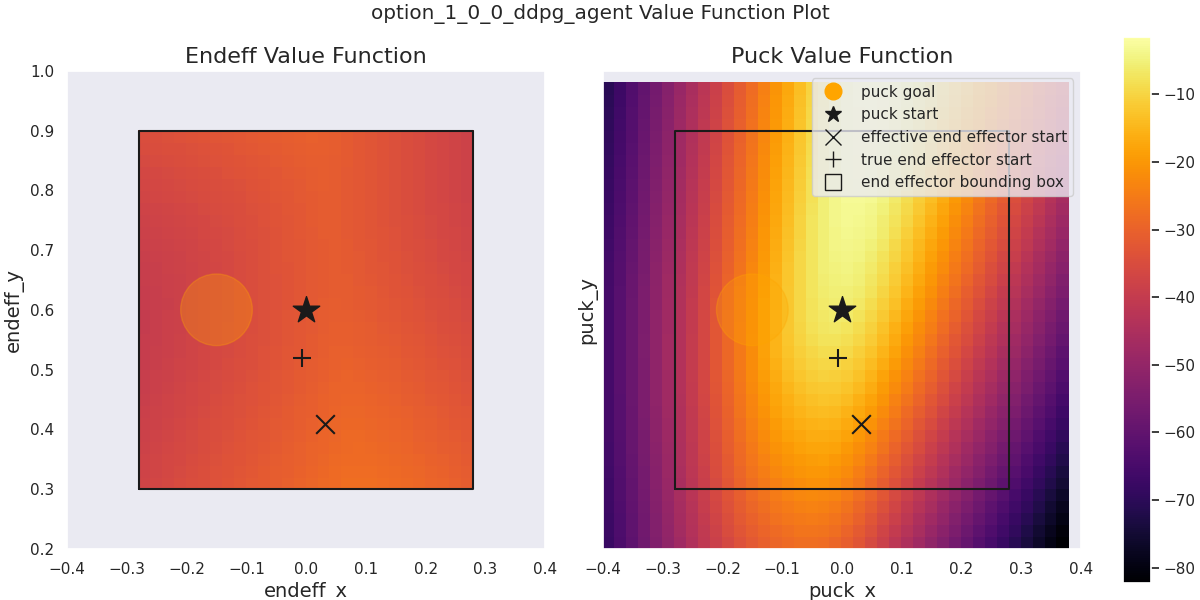 option_1_0_0_ddpg_agent Value Function Plot
Endeff Value Function
Puck Value Function
1.0
0.9
0.8
0.7
0.6
0.5
0.4
0.3
0.2
endeff_y
−0.4 −0.3 −0.2 −0.1 0.0 0.1 0.2 0.3 0.4
endeff_x
puck goal
puck start
effective end effector start
true end effector start
end effector bounding box
puck_y
−0.4 −0.3 −0.2 −0.1 0.0 0.1 0.2 0.3 0.4
puck_x
−10
−20
−30
−40
−50
−60
−70
−80